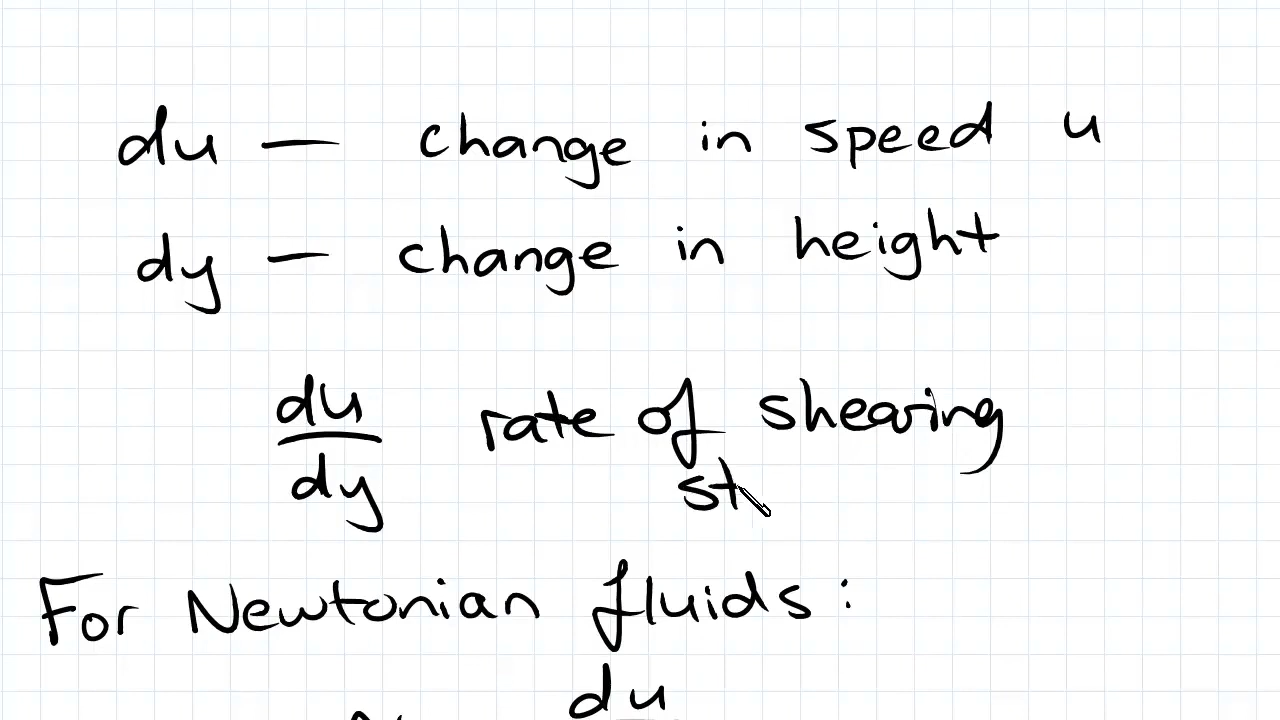 du — change in speed u
dy — change in height
du
dy
rate of shearing
st
For Newtonian fluids:
du